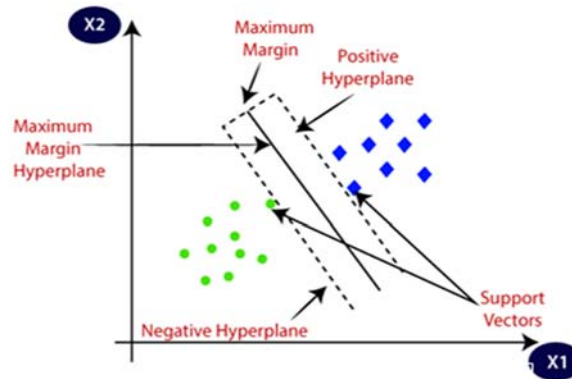 X2
Maximum
Margin
Positive
Hyperplane
Maximum
Margin
Hyperplane
Support
Vectors
Negative Hyperplane
X1